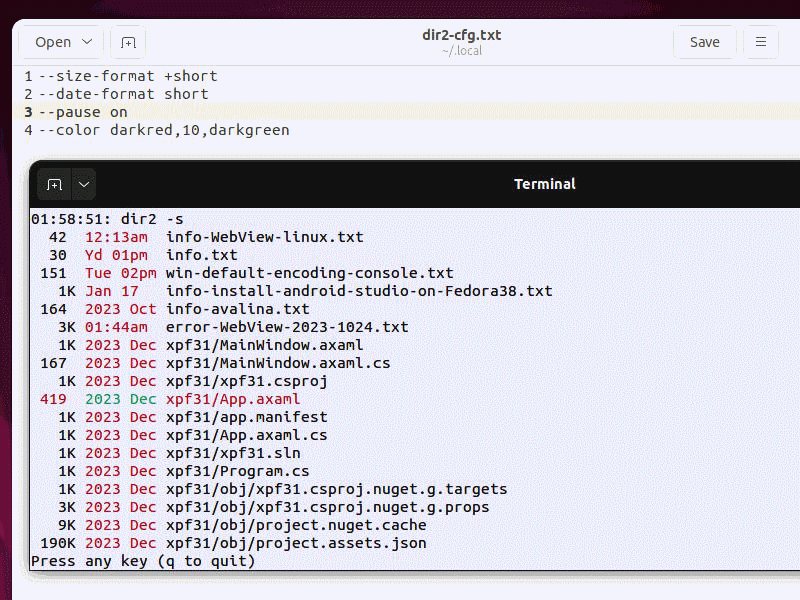 Open
dir2-cfg.txt
~/.local
Save
1 --size-format +short
2 --date-format short
3 --pause on
4 --color darkred,10,darkgreen
Terminal
01:58:51: dir2 -s
42 12:13am info-WebView-linux.txt
30 Yd 01pm info.txt
151 Tue 02pm win-default-encoding-console.txt
1K Jan 17 info-install-android-studio-on-Fedora38.txt
164 2023 Oct info-avalina.txt
3K 01:44am error-WebView-2023-1024.txt
1K 2023 Dec xpf31/MainWindow.axaml
167 2023 Dec xpf31/MainWindow.axaml.cs
1K 2023 Dec xpf31/xpf31.csproj
419 2023 Dec xpf31/App.axaml
1K 2023 Dec xpf31/app.manifest
1K 2023 Dec xpf31/App.axaml.cs
1K 2023 Dec xpf31/xpf31.sln
1K 2023 Dec xpf31/Program.cs
1K 2023 Dec xpf31/obj/xpf31.csproj.nuget.g.targets
3K 2023 Dec xpf31/obj/xpf31.csproj.nuget.g.props
9K 2023 Dec xpf31/obj/project.nuget.cache
190K 2023 Dec xpf31/obj/project.assets.json
Press any key (q to quit)